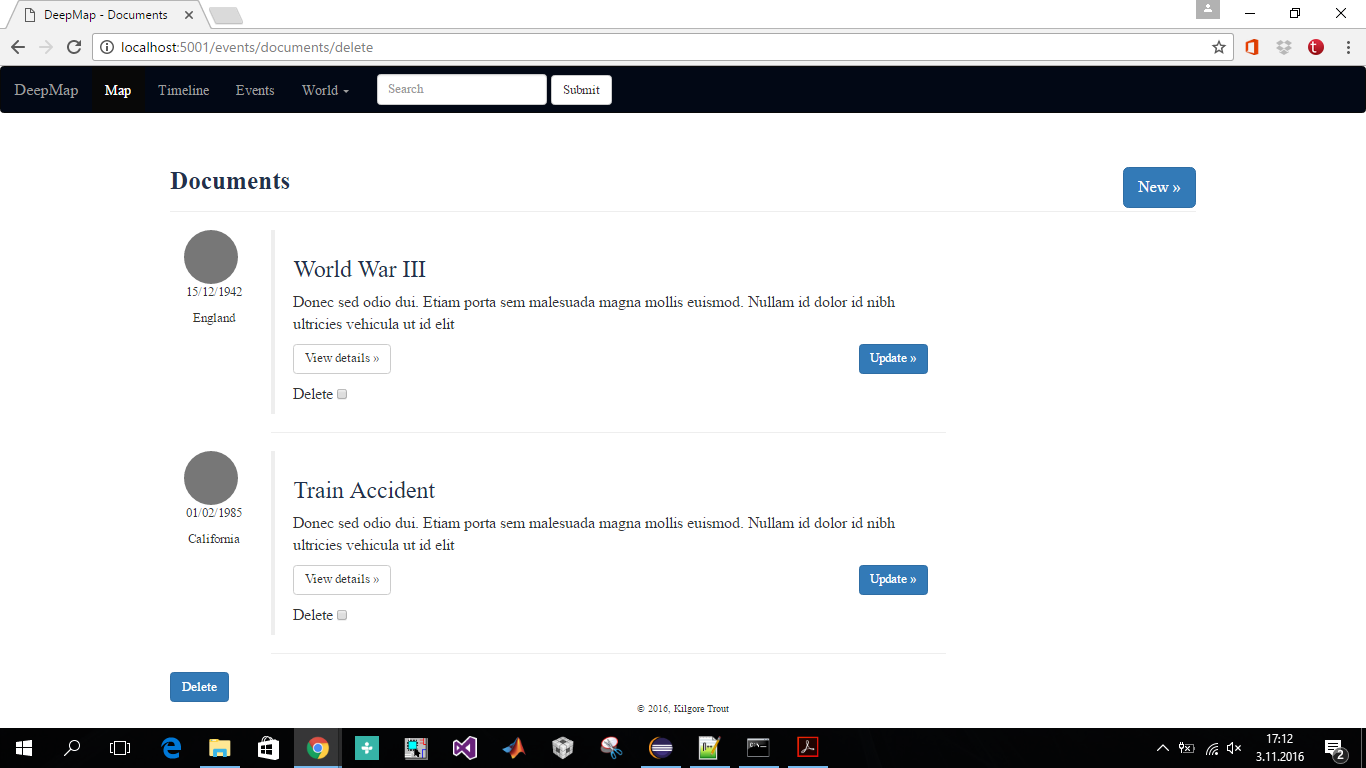 DeepMap - Documents
localhost:5001/events/documents/delete
DeepMap Map Timeline Events World Search Submit
Documents
New »
15/12/1942
England
World War III
Donec sed odio dui. Etiam porta sem malesuada magna mollis euismod. Nullam id dolor id nibh
ultricies vehicula ut id elit
View details »
Update »
Delete
01/02/1985
California
Train Accident
Donec sed odio dui. Etiam porta sem malesuada magna mollis euismod. Nullam id dolor id nibh
ultricies vehicula ut id elit
View details »
Update »
Delete
Delete
© 2016, Kilgore Trout
17:12
3.11.2016
2